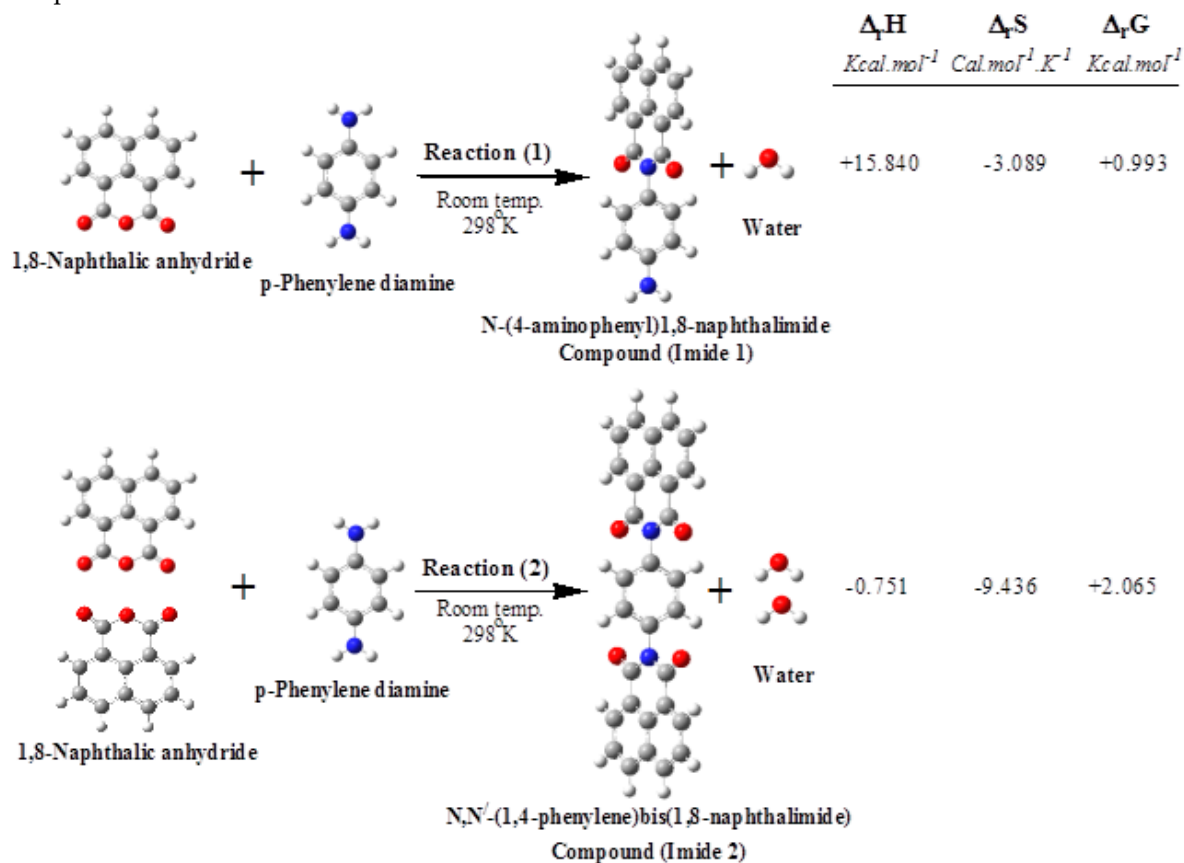 ΔrH ΔrS ΔrG
Kcal.mol-1 Cal.mol-1.K-1 Kcal.mol-1
+ Reaction (1) + +15.840 -3.089 +0.993
Room temp.
298°K
Water
1,8-Naphthalic anhydride
p-Phenylene diamine
N-(4-aminophenyl)1,8-naphthalimide
Compound (Imide 1)
+ Reaction (2) + -0.751 -9.436 +2.065
Room temp.
298°K
Water
p-Phenylene diamine
1,8-Naphthalic anhydride
N,N/-(1,4-phenylene)bis(1,8-naphthalimide)
Compound (Imide 2)